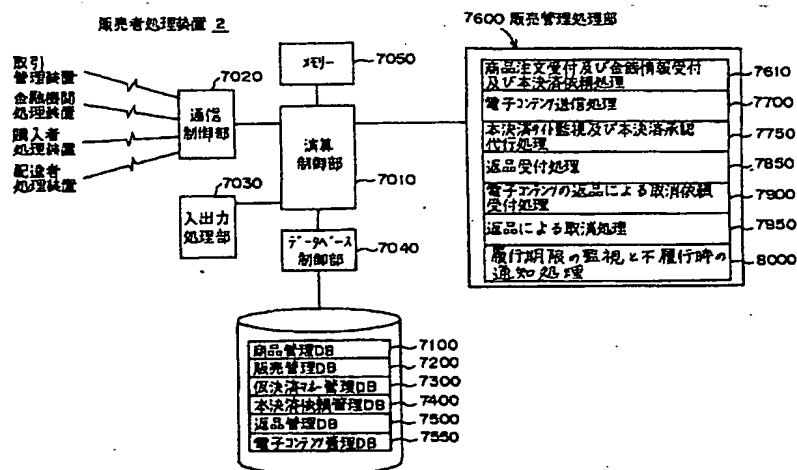 販売者処理装置 2
取引
管理装置
金融機関
処理装置
購入者
処理装置
配達者
処理装置
7020
通信
制御部
メモリー
7050
演算
制御部
7010
7030
入出力
処理部
データベース
制御部
7040
商品管理DB
7100
販売管理DB
7200
仮決済マネー管理DB
7300
本決済依頼管理DB
7400
返品管理DB
7500
電子コンテンツ管理DB
7550
7600 販売管理処理部
商品注文受付及び金銭情報受付
及び本決済依頼処理
7610
電子コンテンツ送信処理
7700
本決済サイト監視及び本決済承認
代行処理
7750
返品受付処理
7850
電子コンテンツの返品による取消依頼
受付処理
7900
返品による取消処理
7950
履行期限の監視と不履行時の
通知処理
8000